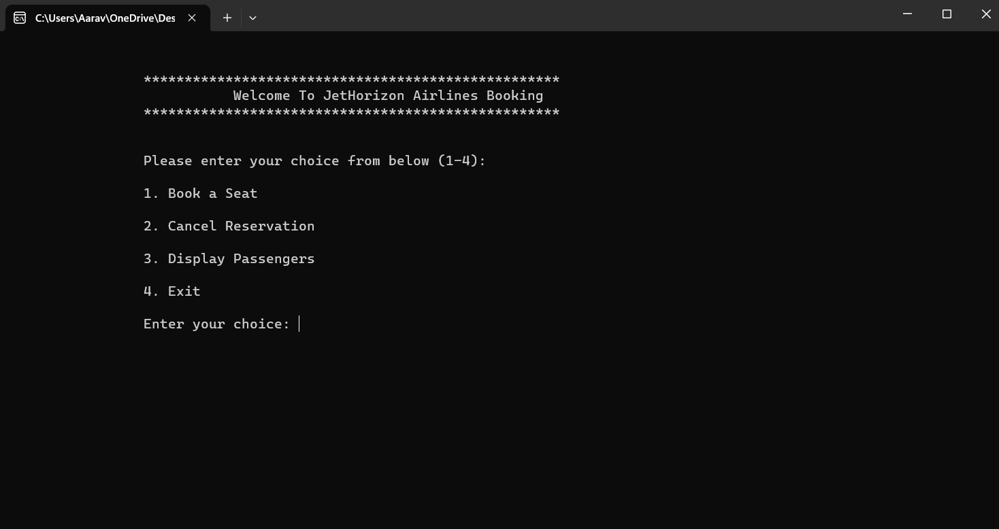 C:\Users\Aarav\OneDrive\Des
***************************************************
Welcome To JetHorizon Airlines Booking
***************************************************
Please enter your choice from below (1-4):
1. Book a Seat
2. Cancel Reservation
3. Display Passengers
4. Exit
Enter your choice: